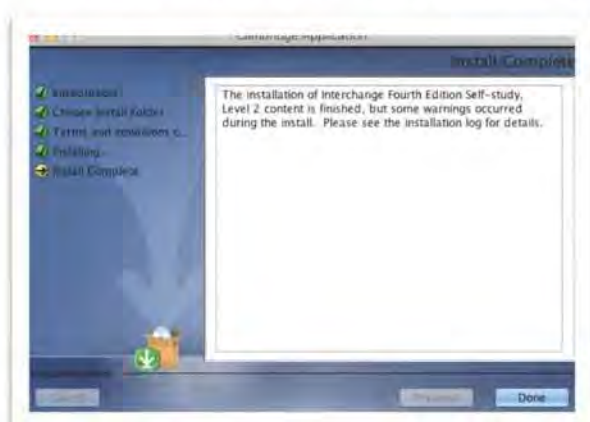 Cambridge Application
Install Complete
Introduction
Choose Install Folder
Terms and conditions o...
Installing...
Install Complete
The installation of Interchange Fourth Edition Self-study,
Level 2 content is finished, but some warnings occurred
during the install. Please see the installation log for details.
Cancel
Previous
Done